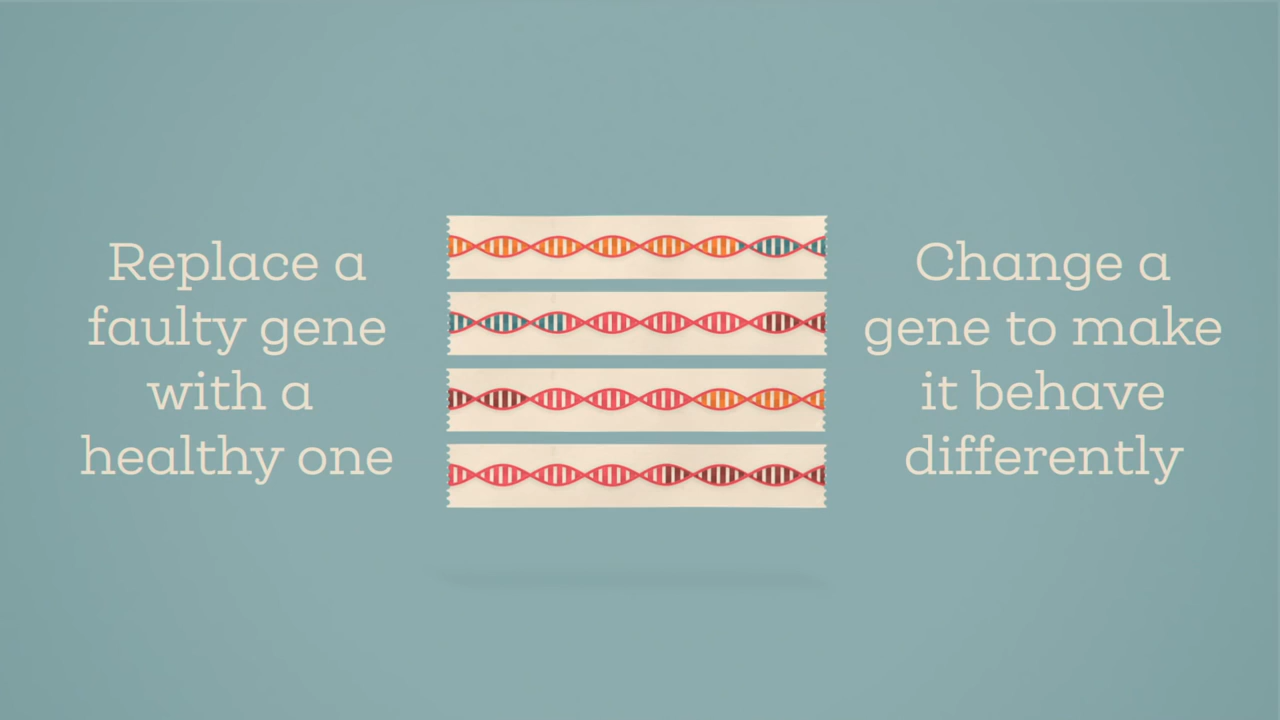 Replace a
faulty gene
with a
healthy one
Change a
gene to make
it behave
differently